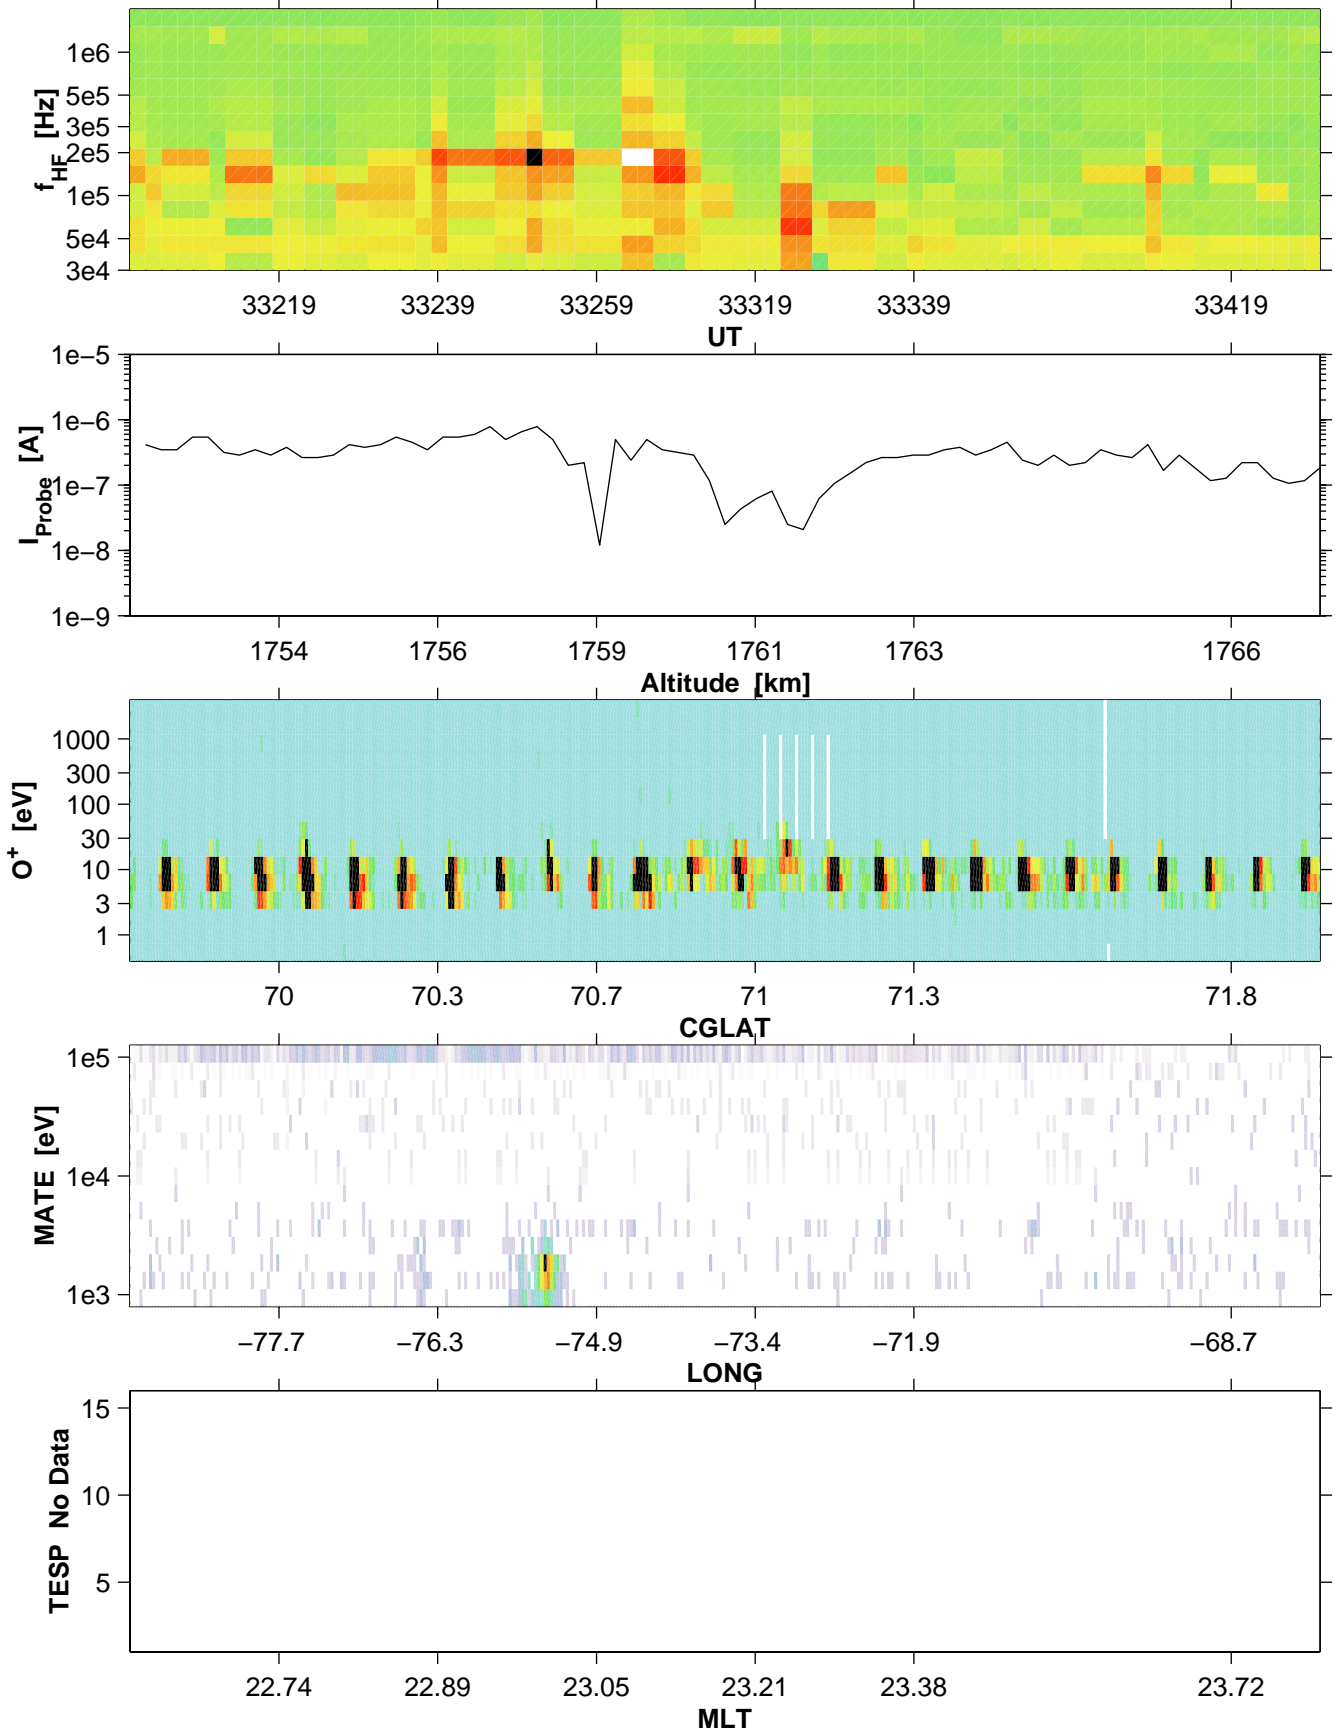 1e6
5e5
3e5
2e5
1e5
5e4
3e4
f_HF [Hz]
33219 33239 33259 33319 33339 33419
UT
1e−5
1e−6
1e−7
1e−8
1e−9
I_Probe [A]
1754 1756 1759 1761 1763 1766
Altitude [km]
1000
300
100
30
10
3
1
O⁺ [eV]
70 70.3 70.7 71 71.3 71.8
CGLAT
1e5
1e4
1e3
MATE [eV]
−77.7 −76.3 −74.9 −73.4 −71.9 −68.7
LONG
15
10
5
TESP No Data
22.74 22.89 23.05 23.21 23.38 23.72
MLT